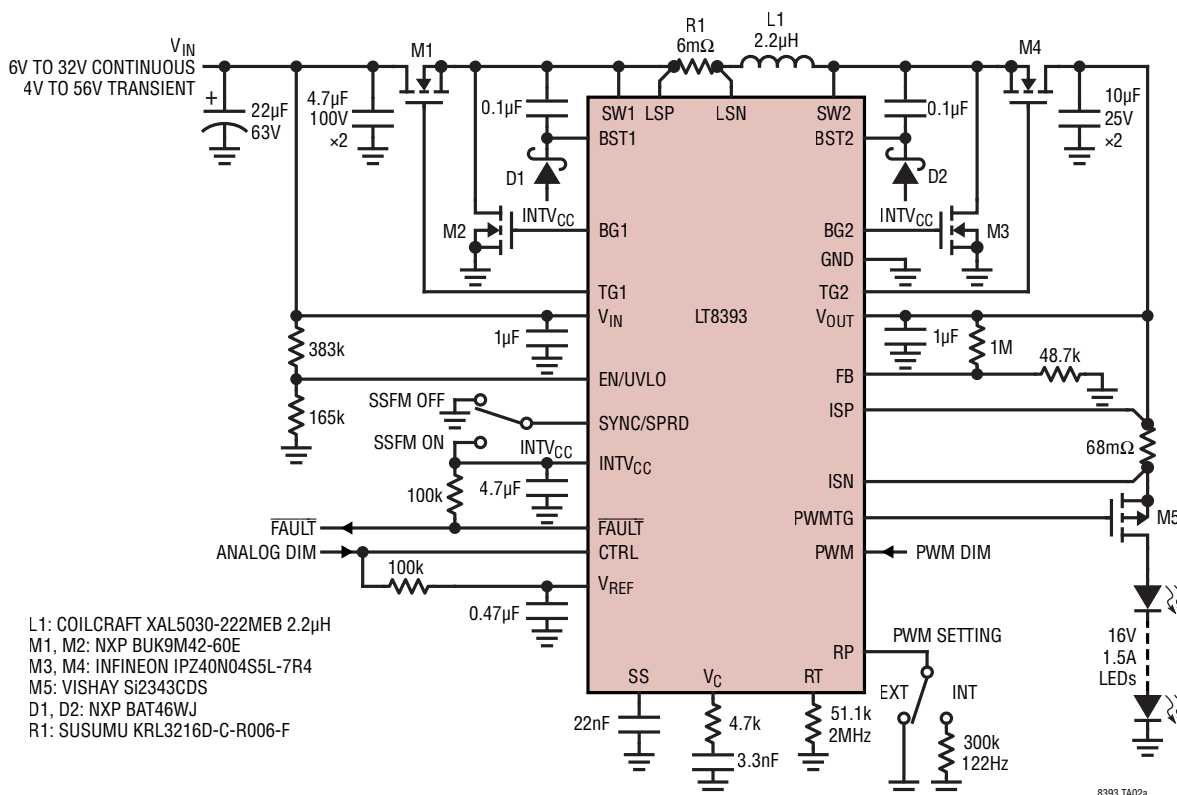 V_IN
6V TO 32V CONTINUOUS
4V TO 56V TRANSIENT
+
22µF
63V
4.7µF
100V
×2
M1
0.1µF
D1
INTV_CC
M2
R1
6mΩ
L1
2.2µH
M4
10µF
25V
×2
0.1µF
D2
INTV_CC
M3
SW1
LSP
LSN
SW2
BST1
BST2
BG1
BG2
GND
TG1
TG2
V_IN
LT8393
V_OUT
1µF
1µF
1M
48.7k
383k
FB
EN/UVLO
ISP
165k
SSFM OFF
SYNC/SPRD
SSFM ON
INTV_CC
INTV_CC
68mΩ
ISN
100k
4.7µF
PWMTG
M5
FAULT
FAULT
ANALOG DIM
CTRL
PWM
PWM DIM
100k
V_REF
0.47µF
16V
1.5A
LEDs
RP
PWM SETTING
EXT
INT
300k
122Hz
SS
V_C
RT
22nF
4.7k
3.3nF
51.1k
2MHz
L1: COILCRAFT XAL5030-222MEB 2.2µH
M1, M2: NXP BUK9M42-60E
M3, M4: INFINEON IPZ40N04S5L-7R4
M5: VISHAY Si2343CDS
D1, D2: NXP BAT46WJ
R1: SUSUMU KRL3216D-C-R006-F
8393 TA02a